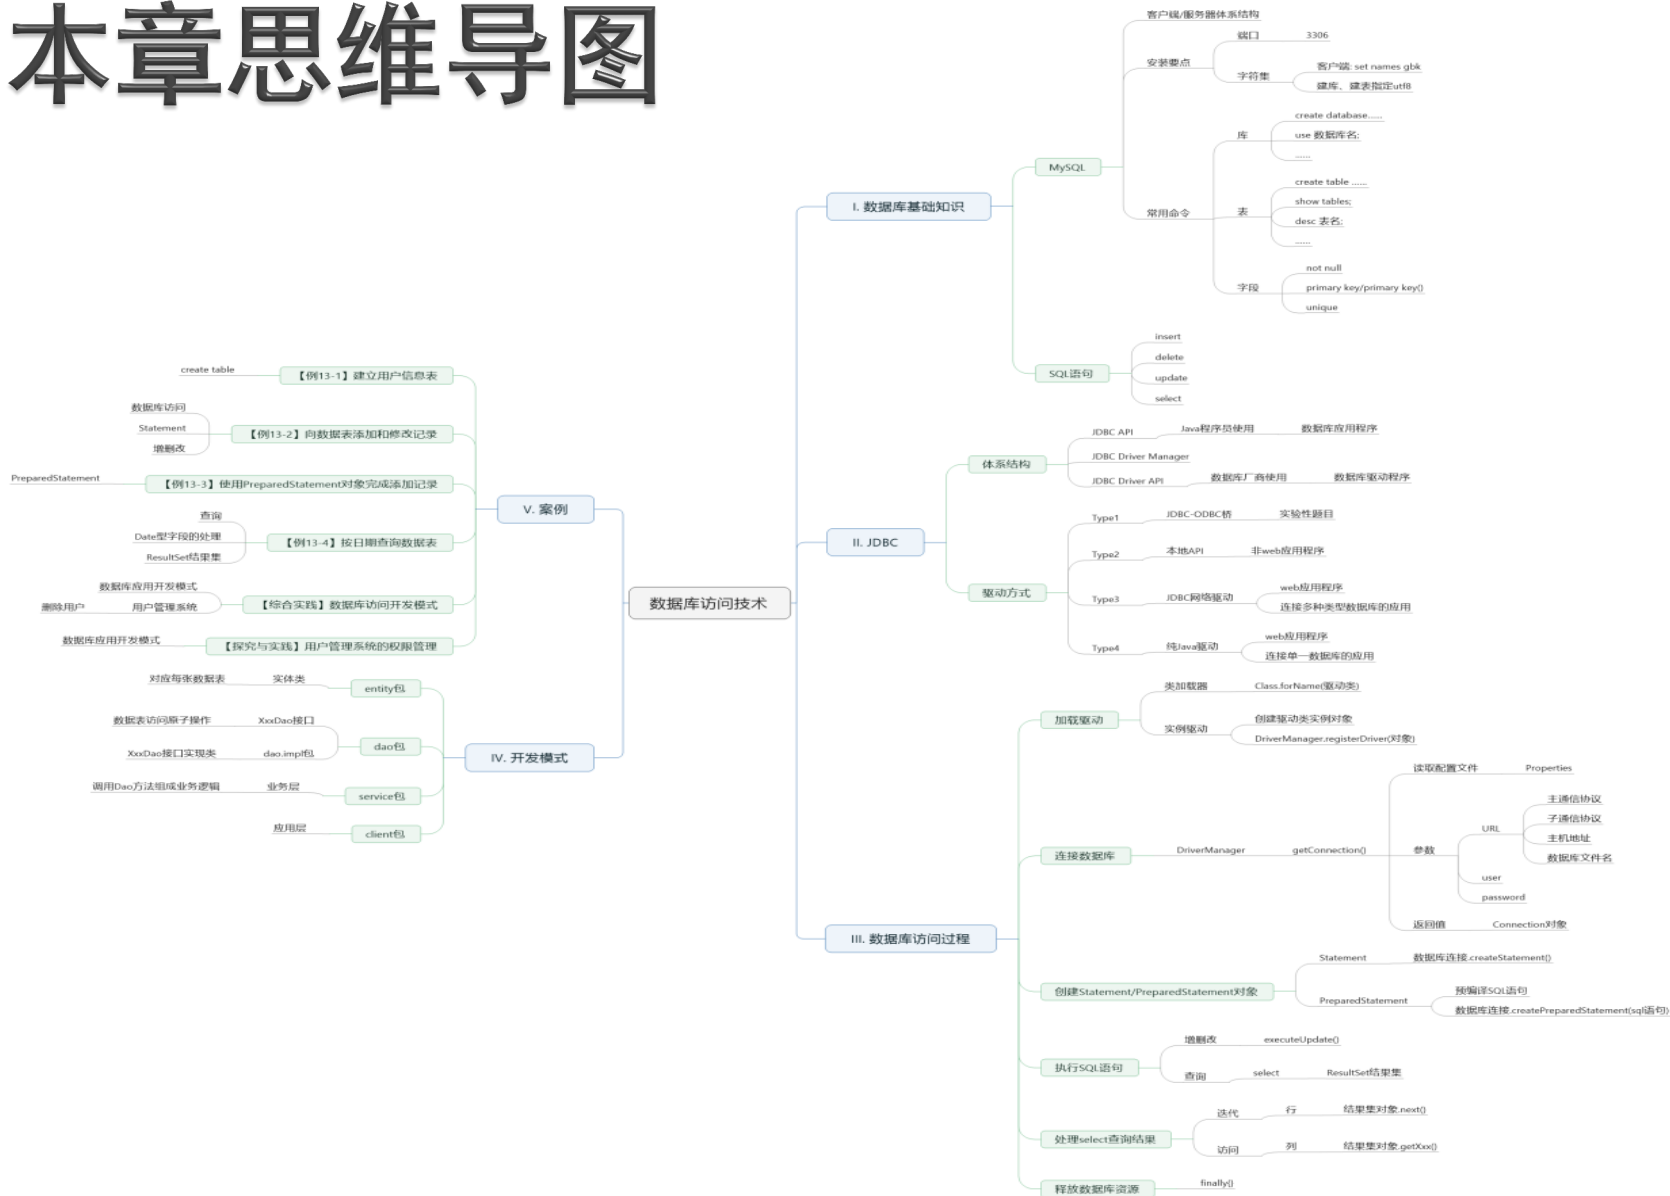 本章思维导图
数据库访问技术
I. 数据库基础知识
MySQL
客户端/服务器体系结构
安装要点
端口
3306
字符集
客户端: set names gbk
建库、建表指定utf8
常用命令
库
create database......
use 数据库名;
......
表
create table ......
show tables;
desc 表名;
......
字段
not null
primary key/primary key()
unique
SQL语句
insert
delete
update
select
II. JDBC
体系结构
JDBC API
Java程序员使用
数据库应用程序
JDBC Driver Manager
JDBC Driver API
数据库厂商使用
数据库驱动程序
驱动方式
Type1
JDBC-ODBC桥
实验性题目
Type2
本地API
非web应用程序
Type3
JDBC网络驱动
web应用程序
连接多种类型数据库的应用
Type4
纯Java驱动
web应用程序
连接单一数据库的应用
III. 数据库访问过程
加载驱动
类加载器
Class.forName(驱动类)
实例驱动
创建驱动类实例对象
DriverManager.registerDriver(对象)
连接数据库
DriverManager
getConnection()
读取配置文件
Properties
参数
URL
主通信协议
子通信协议
主机地址
数据库文件名
user
password
返回值
Connection对象
创建Statement/PreparedStatement对象
Statement
数据库连接.createStatement()
PreparedStatement
预编译SQL语句
数据库连接.createPreparedStatement(sql语句)
执行SQL语句
增删改
executeUpdate()
查询
select
ResultSet结果集
处理select查询结果
迭代
行
结果集对象.next()
访问
列
结果集对象.getXxx()
释放数据库资源
finally()
IV. 开发模式
entity包
实体类
对应每张数据表
dao包
XxxDao接口
数据表访问原子操作
dao.impl包
XxxDao接口实现类
service包
业务层
调用Dao方法组成业务逻辑
client包
应用层
V. 案例
【例13-1】建立用户信息表
create table
【例13-2】向数据表添加和修改记录
数据库访问
Statement
增删改
【例13-3】使用PreparedStatement对象完成添加记录
PreparedStatement
【例13-4】按日期查询数据表
查询
Date型字段的处理
ResultSet结果集
【综合实践】数据库访问开发模式
数据库应用开发模式
用户管理系统
删除用户
【探究与实践】用户管理系统的权限管理
数据库应用开发模式